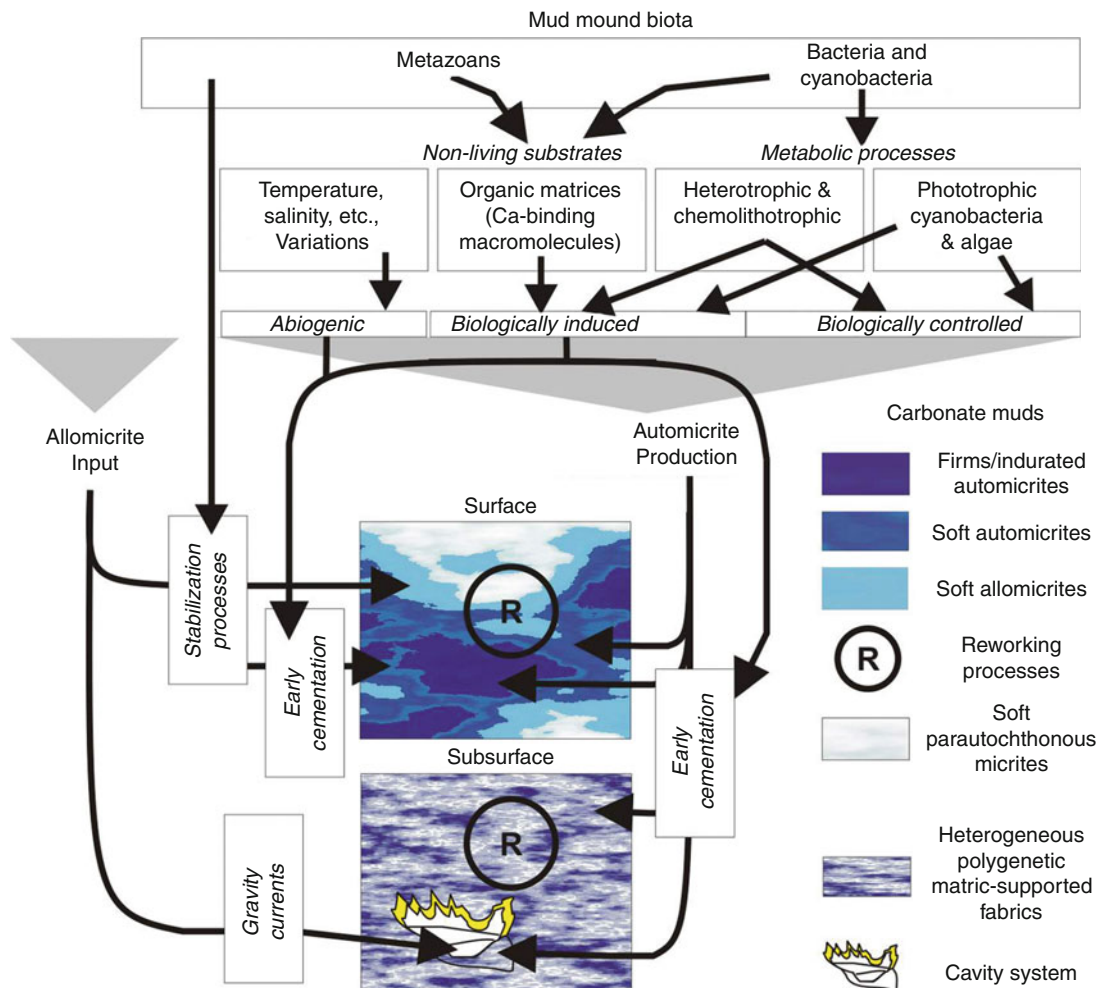 Mud mound biota
Metazoans
Bacteria and
cyanobacteria
Non-living substrates
Metabolic processes
Temperature,
salinity, etc.,
Variations
Organic matrices
(Ca-binding
macromolecules)
Heterotrophic &
chemolithotrophic
Phototrophic
cyanobacteria
& algae
Abiogenic
Biologically induced
Biologically controlled
Allomicrite
Input
Automicrite
Production
Stabilization
processes
Early
cementation
Surface
R
Early
cementation
Subsurface
R
Gravity
currents
Carbonate muds
Firms/indurated
automicrites
Soft automicrites
Soft allomicrites
R
Reworking
processes
Soft
parautochthonous
micrites
Heterogeneous
polygenetic
matric-supported
fabrics
Cavity system